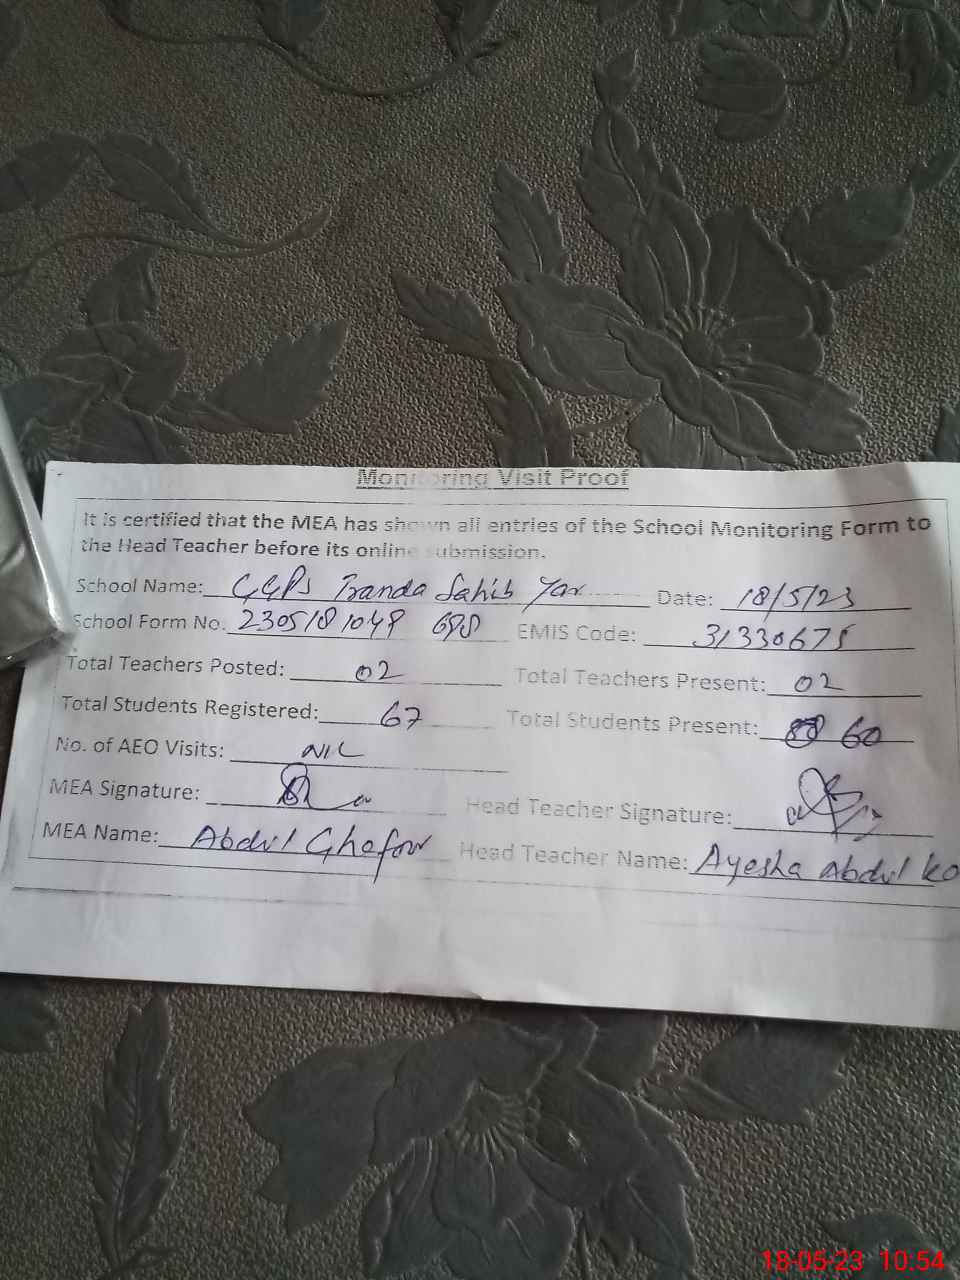 Monitoring Visit Proof
It is certified that the MEA has shown all entries of the School Monitoring Form to
the Head Teacher before its online submission.
School Name: GGPS Tranda Sahib Yar Date: 18/5/23
School Form No. 230518 1048 698 EMIS Code: 31330675
Total Teachers Posted: 02 Total Teachers Present: 02
Total Students Registered: 67 Total Students Present: 60
No. of AEO Visits: NIL
MEA Signature: Head Teacher Signature:
MEA Name: Abdul Ghafoor Head Teacher Name: Ayesha Abdul
18-05-23 10:54